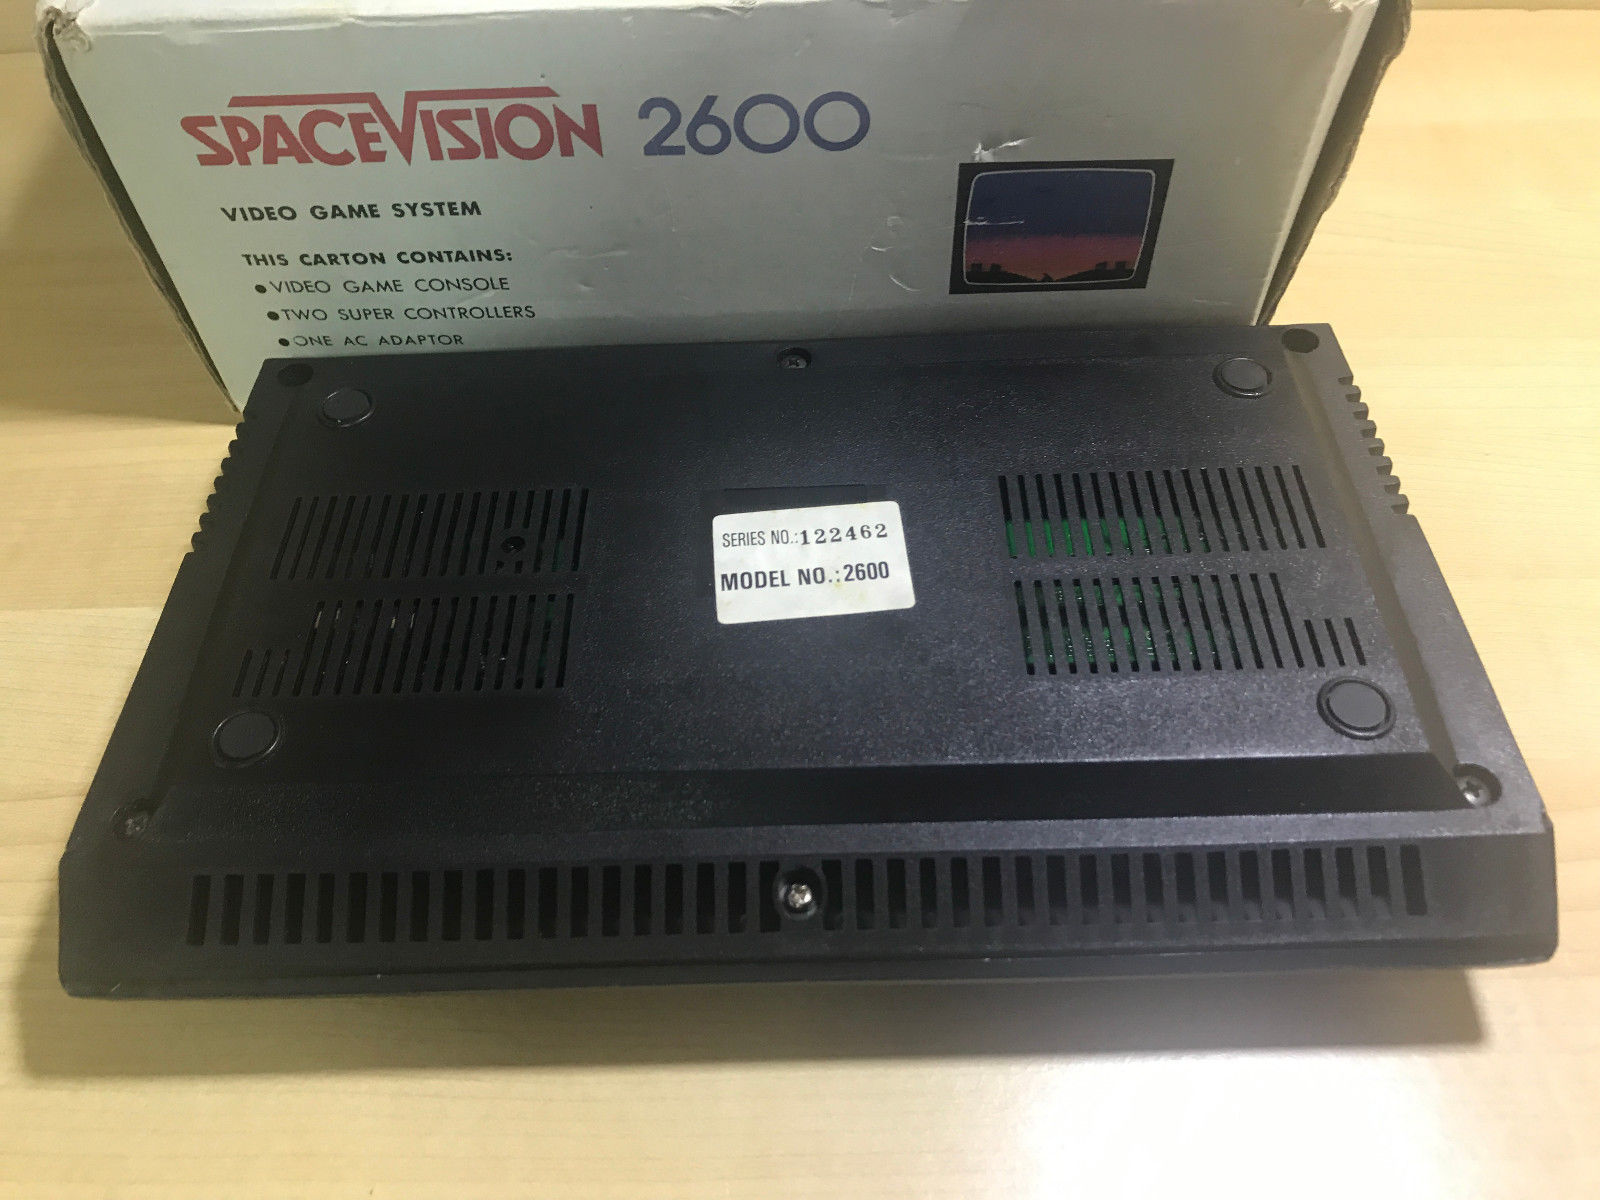 SPACEVISION 2600
VIDEO GAME SYSTEM
THIS CARTON CONTAINS:
●VIDEO GAME CONSOLE
●TWO SUPER CONTROLLERS
●ONE AC ADAPTOR
SERIES NO.:122462
MODEL NO.:2600